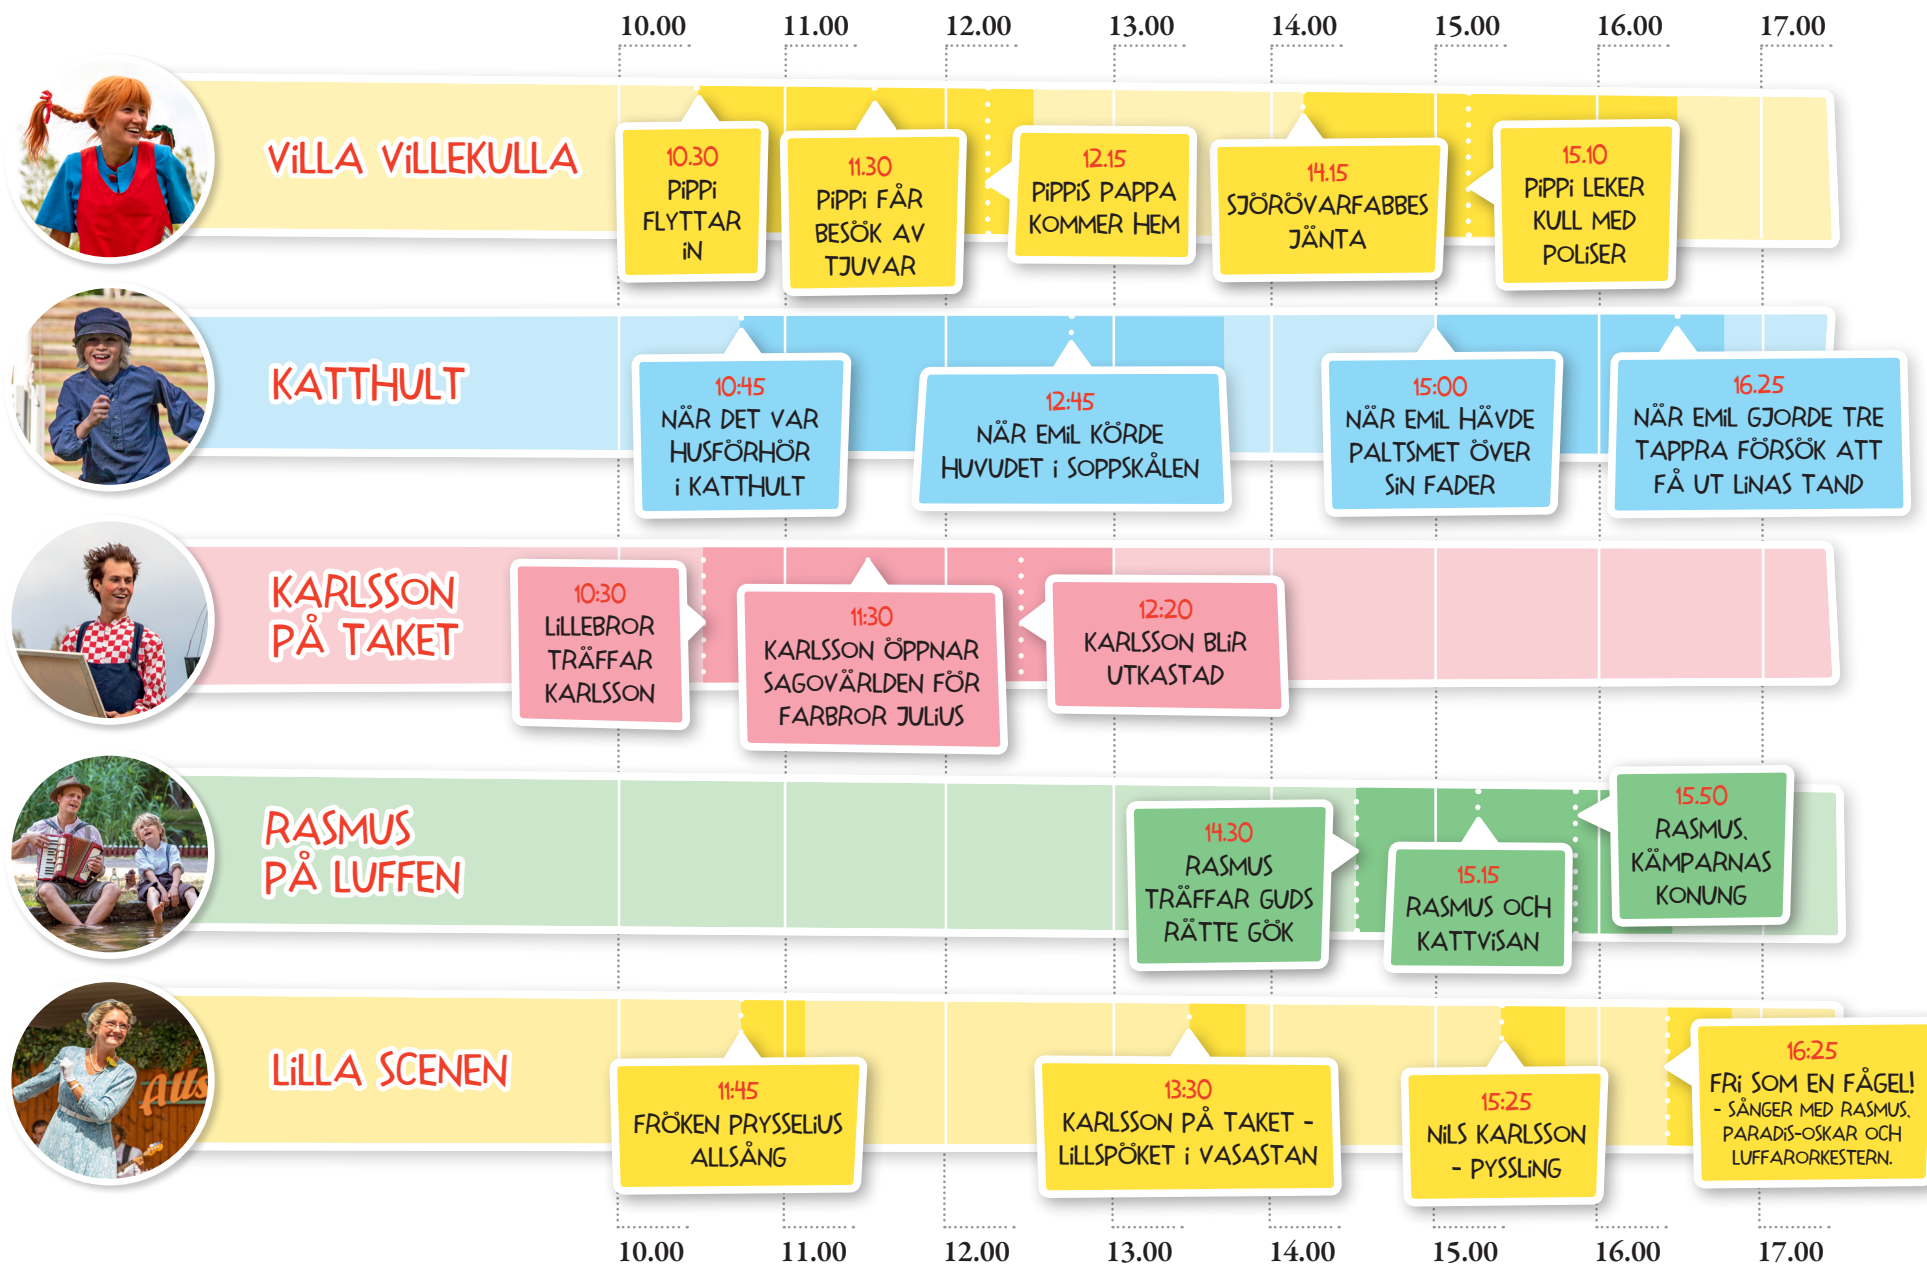 10.00 11.00 12.00 13.00 14.00 15.00 16.00 17.00
VILLA VILLEKULLA
10.30
PIPPI
FLYTTAR
IN
11.30
PIPPI FÅR
BESÖK AV
TJUVAR
12.15
PIPPIS PAPPA
KOMMER HEM
14.15
SJÖRÖVARFABBES
JÄNTA
15.10
PIPPI LEKER
KULL MED
POLISER
KATTHULT
10:45
NÄR DET VAR
HUSFÖRHÖR
I KATTHULT
12:45
NÄR EMIL KÖRDE
HUVUDET I SOPPSKÅLEN
15:00
NÄR EMIL HÄVDE
PALTSMET ÖVER
SIN FADER
16.25
NÄR EMIL GJORDE TRE
TAPPRA FÖRSÖK ATT
FÅ UT LINAS TAND
KARLSSON
PÅ TAKET
10:30
LILLEBROR
TRÄFFAR
KARLSSON
11:30
KARLSSON ÖPPNAR
SAGOVÄRLDEN FÖR
FARBROR JULIUS
12:20
KARLSSON BLIR
UTKASTAD
RASMUS
PÅ LUFFEN
14.30
RASMUS
TRÄFFAR GUDS
RÄTTE GÖK
15.15
RASMUS OCH
KATTVISAN
15.50
RASMUS,
KÄMPARNAS
KONUNG
Alls
LILLA SCENEN
11:45
FRÖKEN PRYSSELIUS
ALLSÅNG
13:30
KARLSSON PÅ TAKET -
LILLSPÖKET I VASASTAN
15:25
NILS KARLSSON
- PYSSLING
16:25
FRI SOM EN FÅGEL!
- SÅNGER MED RASMUS,
PARADIS-OSKAR OCH
LUFFARORKESTERN.
10.00 11.00 12.00 13.00 14.00 15.00 16.00 17.00